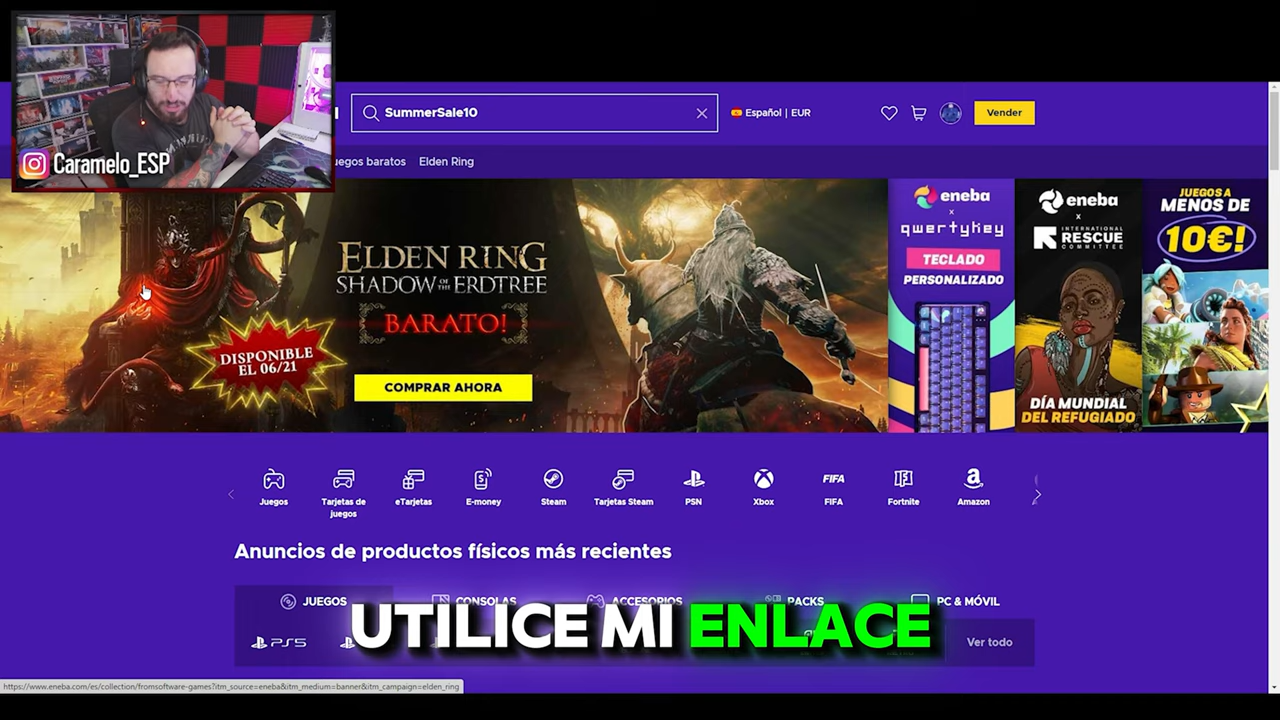 Caramelo_ESP
SummerSale10
Español | EUR
Vender
uegos baratos
Elden Ring
ELDEN RING
SHADOW OF THE ERDTREE
BARATO!
DISPONIBLE
EL 06/21
COMPRAR AHORA
eneba
x
qwertykey
TECLADO
PERSONALIZADO
eneba
x
INTERNATIONAL
RESCUE
COMMITTEE
DÍA MUNDIAL
DEL REFUGIADO
JUEGOS A
MENOS DE
10€!
Juegos
Tarjetas de
juegos
eTarjetas
E-money
Steam
Tarjetas Steam
PSN
Xbox
FIFA
FIFA
Fortnite
Amazon
Anuncios de productos físicos más recientes
JUEGOS
CONSOLAS
ACCESORIOS
PACKS
PC & MÓVIL
UTILICE MI ENLACE
PS5
Ver todo
https://www.eneba.com/es/collection/fromsoftware-games?itm_source=eneba&itm_medium=banner&itm_campaign=elden_ring